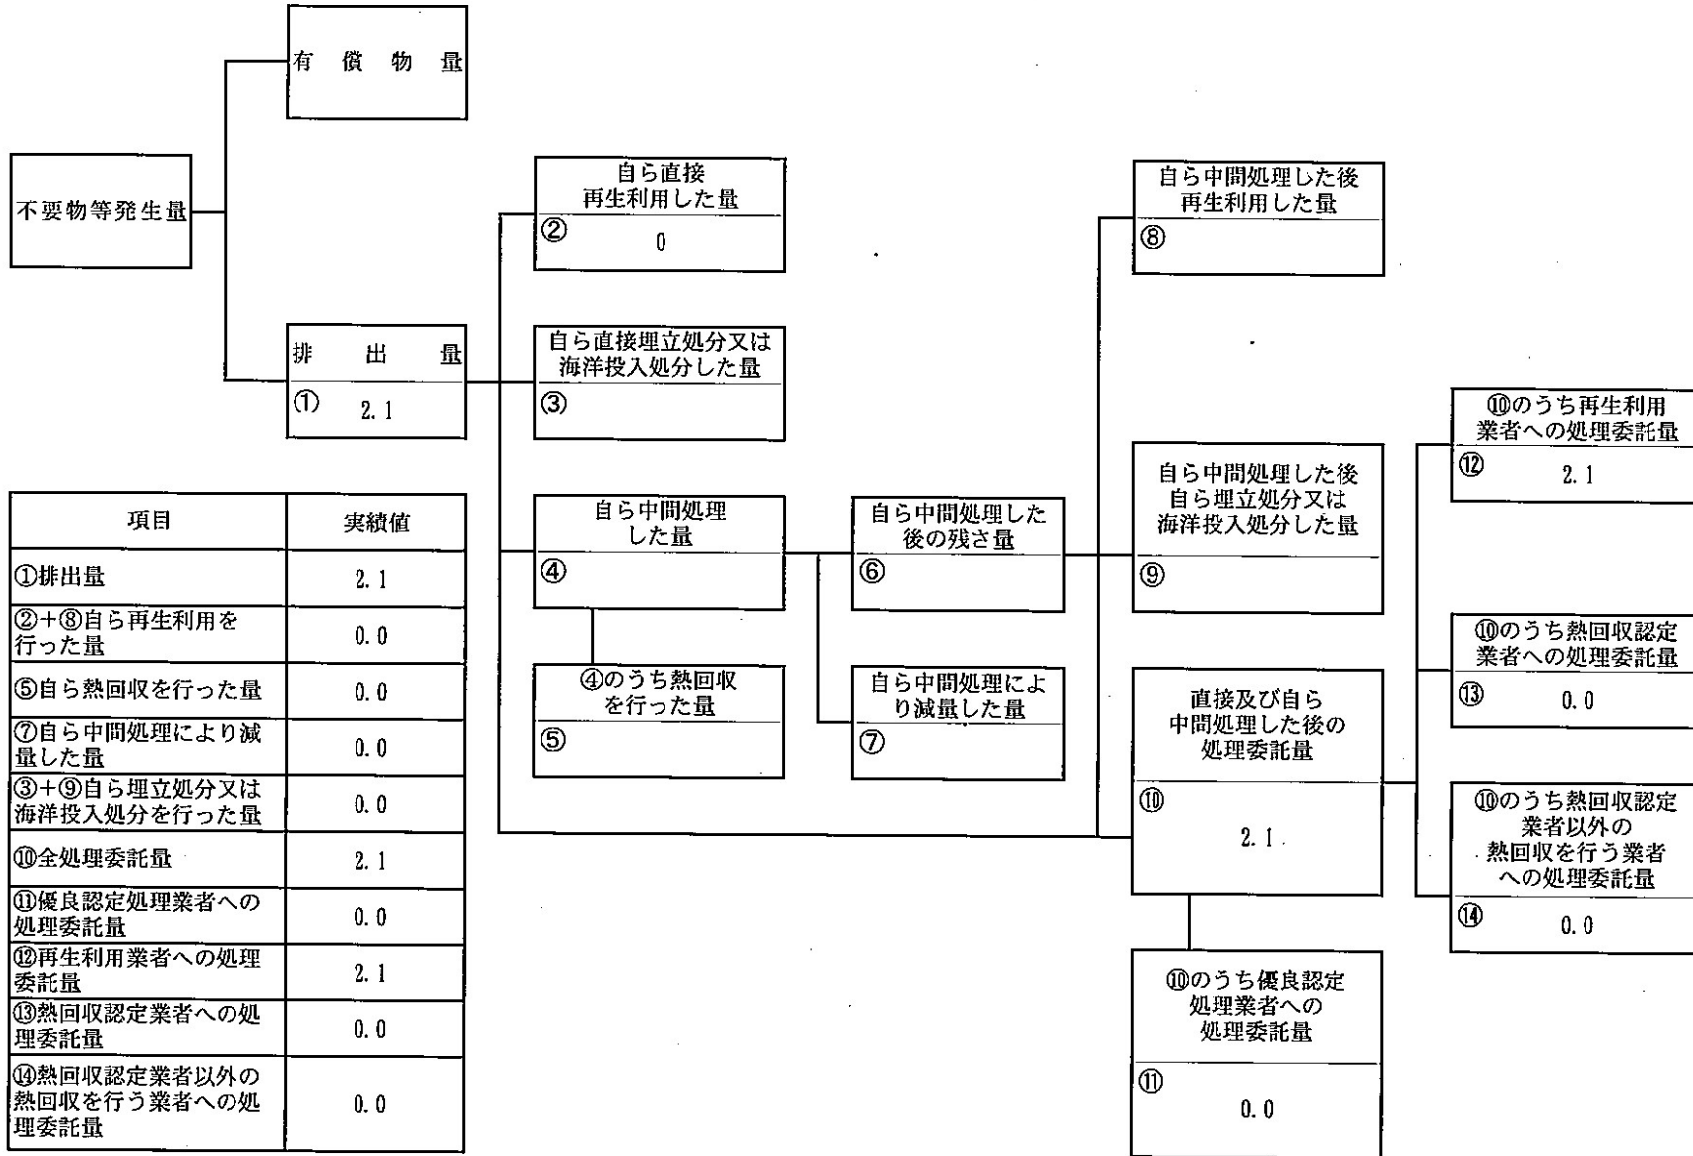 有償物量
不要物等発生量
排出量
① 2.1
自ら直接
再生利用した量
②
0
自ら直接埋立処分又は
海洋投入処分した量
③
自ら中間処理
した量
④
④のうち熱回収
を行った量
⑤
自ら中間処理した
後の残さ量
⑥
自ら中間処理によ
り減量した量
⑦
自ら中間処理した後
再生利用した量
⑧
自ら中間処理した後
自ら埋立処分又は
海洋投入処分した量
⑨
直接及び自ら
中間処理した後の
処理委託量
⑩
2.1
⑩のうち優良認定
処理業者への
処理委託量
⑪
0.0
⑩のうち再生利用
業者への処理委託量
⑫ 2.1
⑩のうち熱回収認定
業者への処理委託量
⑬ 0.0
⑩のうち熱回収認定
業者以外の
熱回収を行う業者
への処理委託量
⑭ 0.0
項目 実績値
①排出量 2.1
②+⑧自ら再生利用を
行った量 0.0
⑤自ら熱回収を行った量 0.0
⑦自ら中間処理により減
量した量 0.0
③+⑨自ら埋立処分又は
海洋投入処分を行った量 0.0
⑩全処理委託量 2.1
⑪優良認定処理業者への
処理委託量 0.0
⑫再生利用業者への処理
委託量 2.1
⑬熱回収認定業者への処
理委託量 0.0
⑭熱回収認定業者以外の
熱回収を行う業者への処
理委託量 0.0